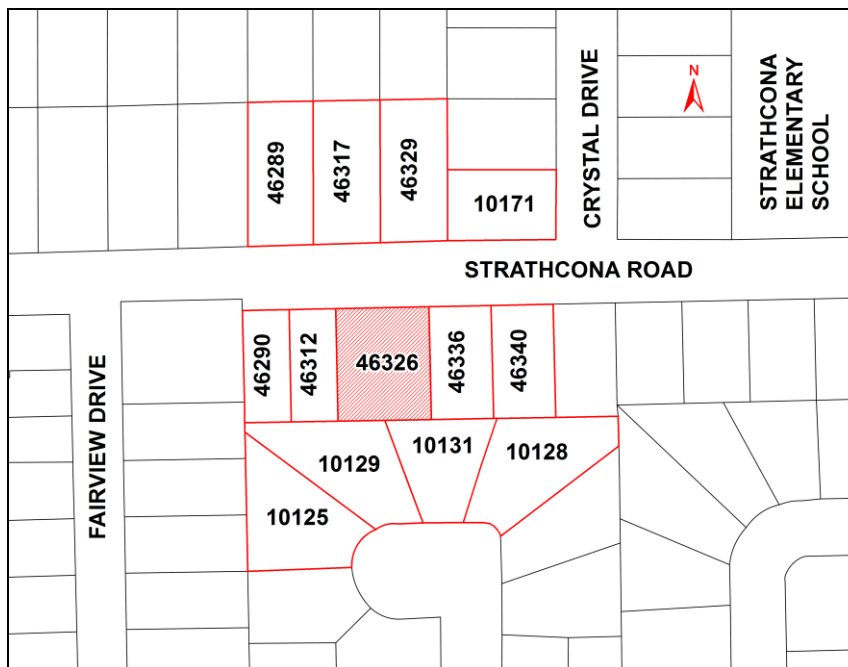 N
STRATHCONA
ELEMENTARY
SCHOOL
CRYSTAL DRIVE
46289
46317
46329
10171
STRATHCONA ROAD
46290
46312
46326
46336
46340
FAIRVIEW DRIVE
10129
10131
10128
10125